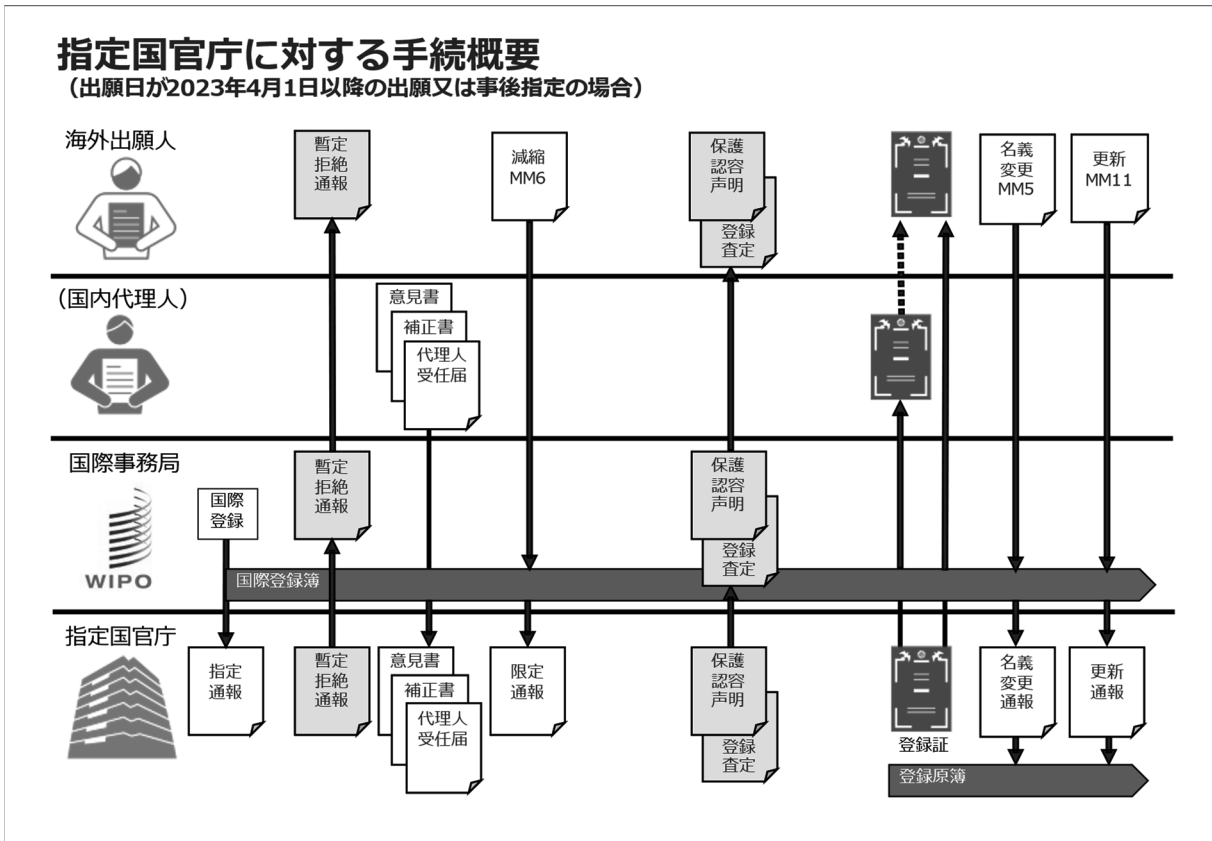 指定国官庁に対する手続概要
（出願日が2023年4月1日以降の出願又は事後指定の場合）
海外出願人
暫定
拒絶
通報
減縮
MM6
保護
認容
声明
登録
査定
名義
変更
MM5
更新
MM11
（国内代理人）
意見書
補正書
代理人
受任届
国際事務局
WIPO
国際
登録
暫定
拒絶
通報
保護
認容
声明
登録
査定
国際登録簿
指定国官庁
指定
通報
暫定
拒絶
通報
意見書
補正書
代理人
受任届
限定
通報
保護
認容
声明
登録
査定
登録証
名義
変更
通報
更新
通報
登録原簿